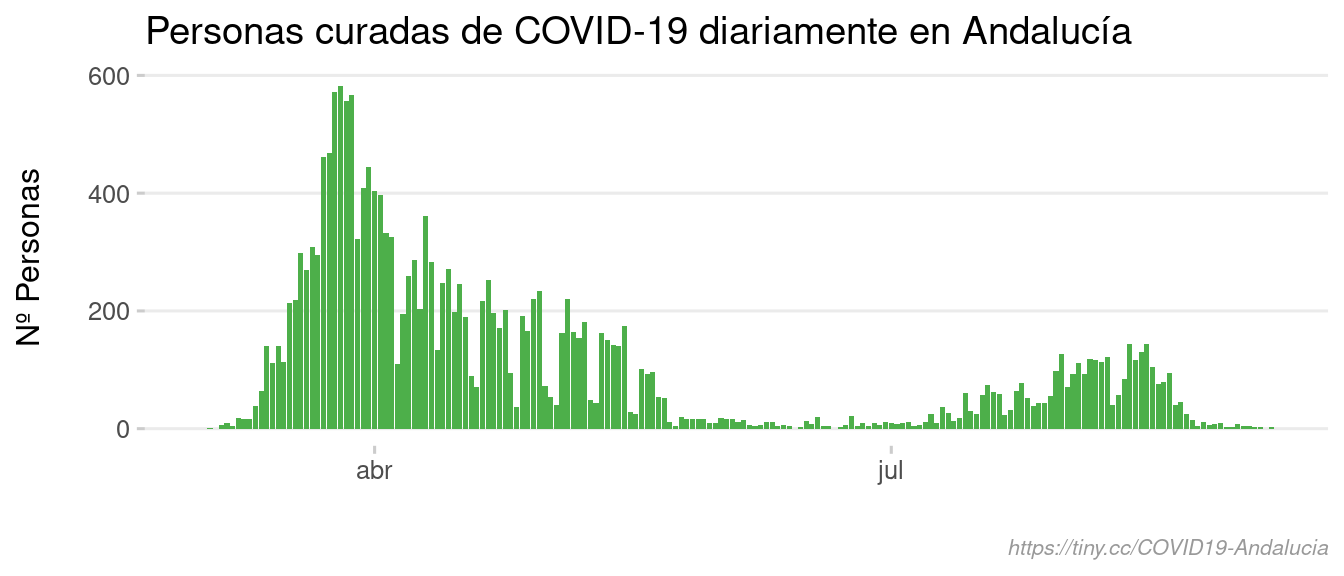 Personas curadas de COVID-19 diariamente en Andalucía
600
400
200
0
Nº Personas
abr
jul
https://tiny.cc/COVID19-Andalucia